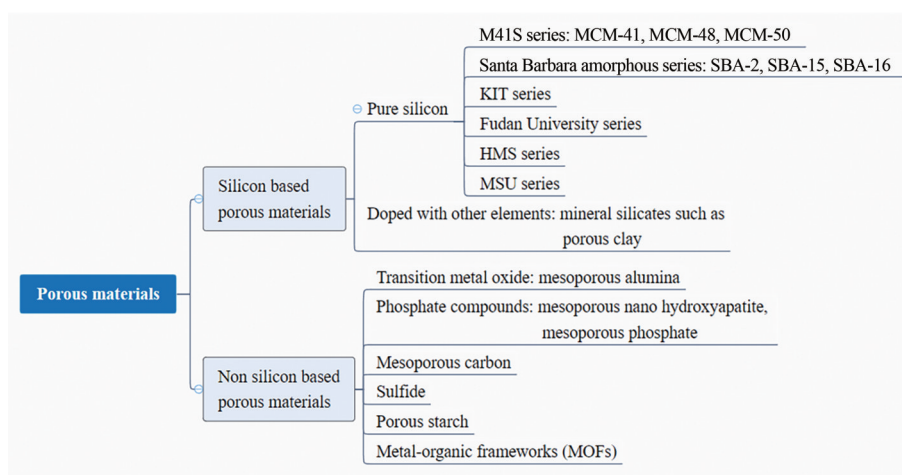 M41S series: MCM-41, MCM-48, MCM-50
Santa Barbara amorphous series: SBA-2, SBA-15, SBA-16
KIT series
Pure silicon
Fudan University series
HMS series
MSU series
Silicon based
porous materials
Doped with other elements: mineral silicates such as
porous clay
Porous materials
Transition metal oxide: mesoporous alumina
Phosphate compounds: mesoporous nano hydroxyapatite,
mesoporous phosphate
Non silicon based
porous materials
Mesoporous carbon
Sulfide
Porous starch
Metal-organic frameworks (MOFs)